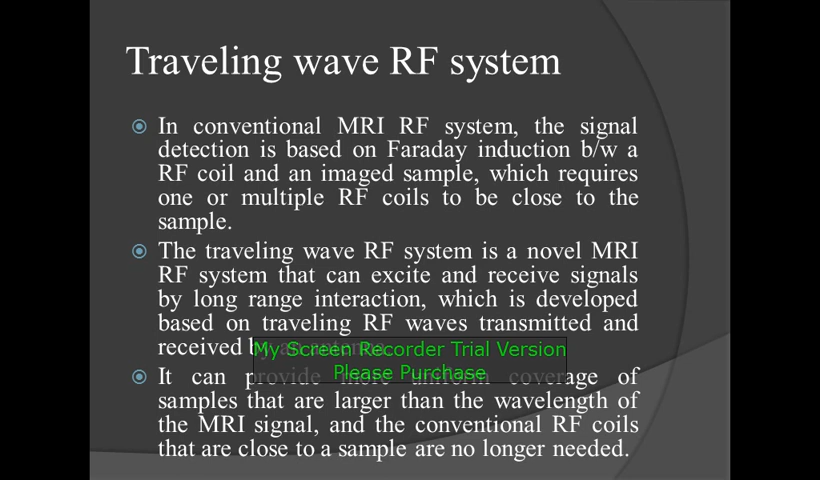 Traveling wave RF system
In conventional MRI RF system, the signal
detection is based on Faraday induction b/w a
RF coil and an imaged sample, which requires
one or multiple RF coils to be close to the
sample.
The traveling wave RF system is a novel MRI
RF system that can excite and receive signals
by long range interaction, which is developed
based on traveling RF waves transmitted and
received by an antenna.
My Screen Recorder Trial Version
Please Purchase
It can provide more uniform coverage of
samples that are larger than the wavelength of
the MRI signal, and the conventional RF coils
that are close to a sample are no longer needed.